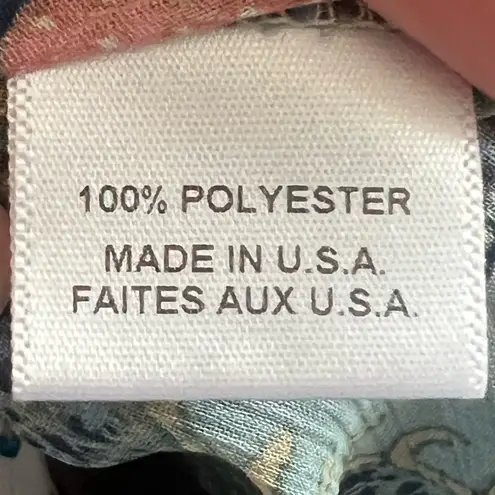 100% POLYESTER
MADE IN U.S.A.
FAITES AUX U.S.A.